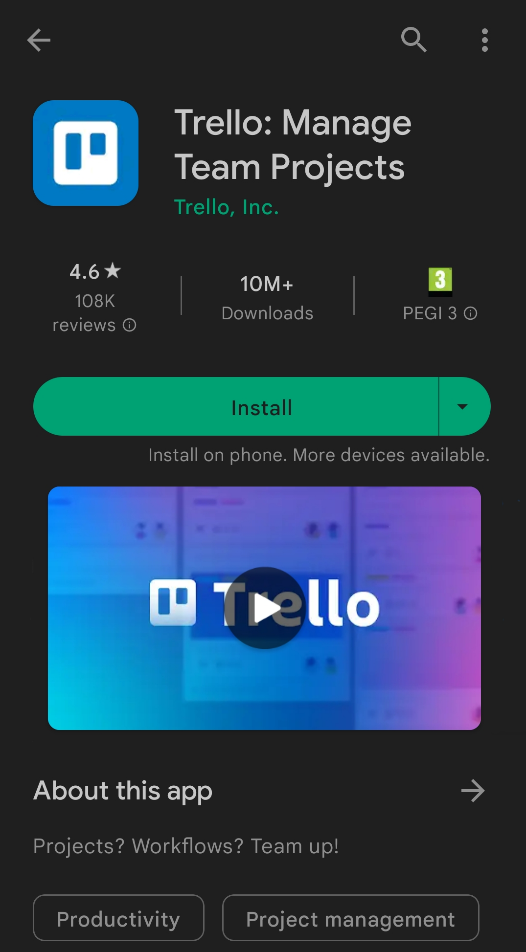 Trello: Manage
Team Projects
Trello, Inc.
4.6★
108K
reviews
10M+
Downloads
3
PEGI 3
Install
Install on phone. More devices available.
Trello
About this app
Projects? Workflows? Team up!
Productivity
Project management